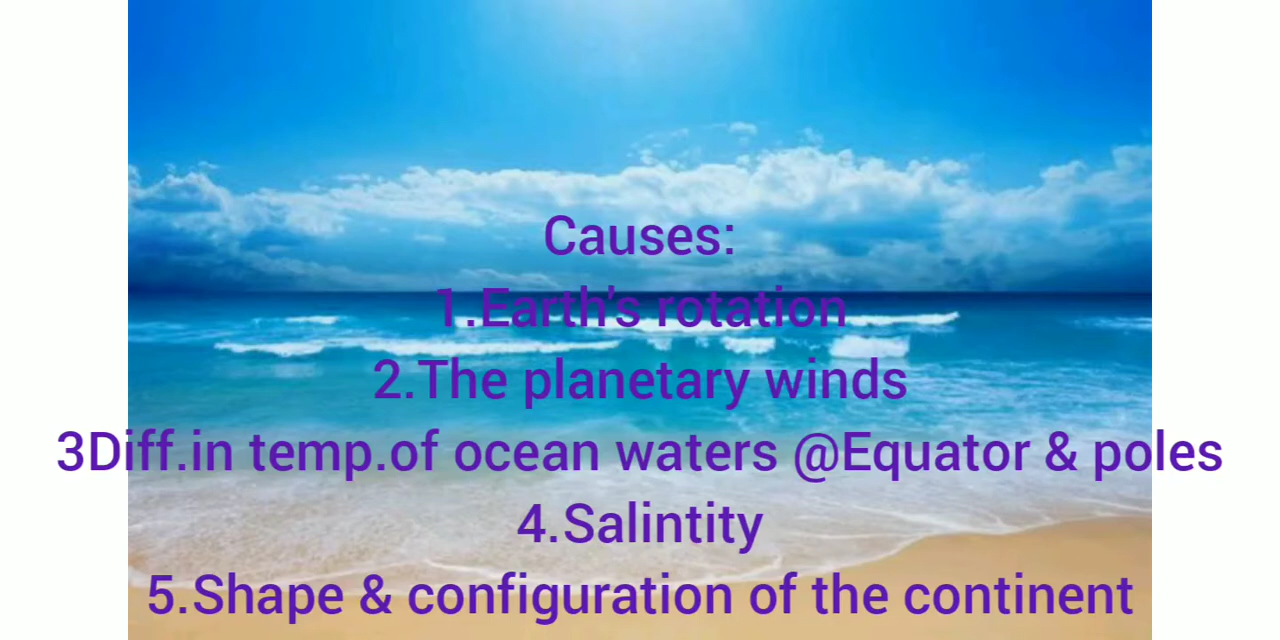 Causes:
1.Earth's rotation
2.The planetary winds
3Diff.in temp.of ocean waters @Equator & poles
4.Salintity
5.Shape & configuration of the continent